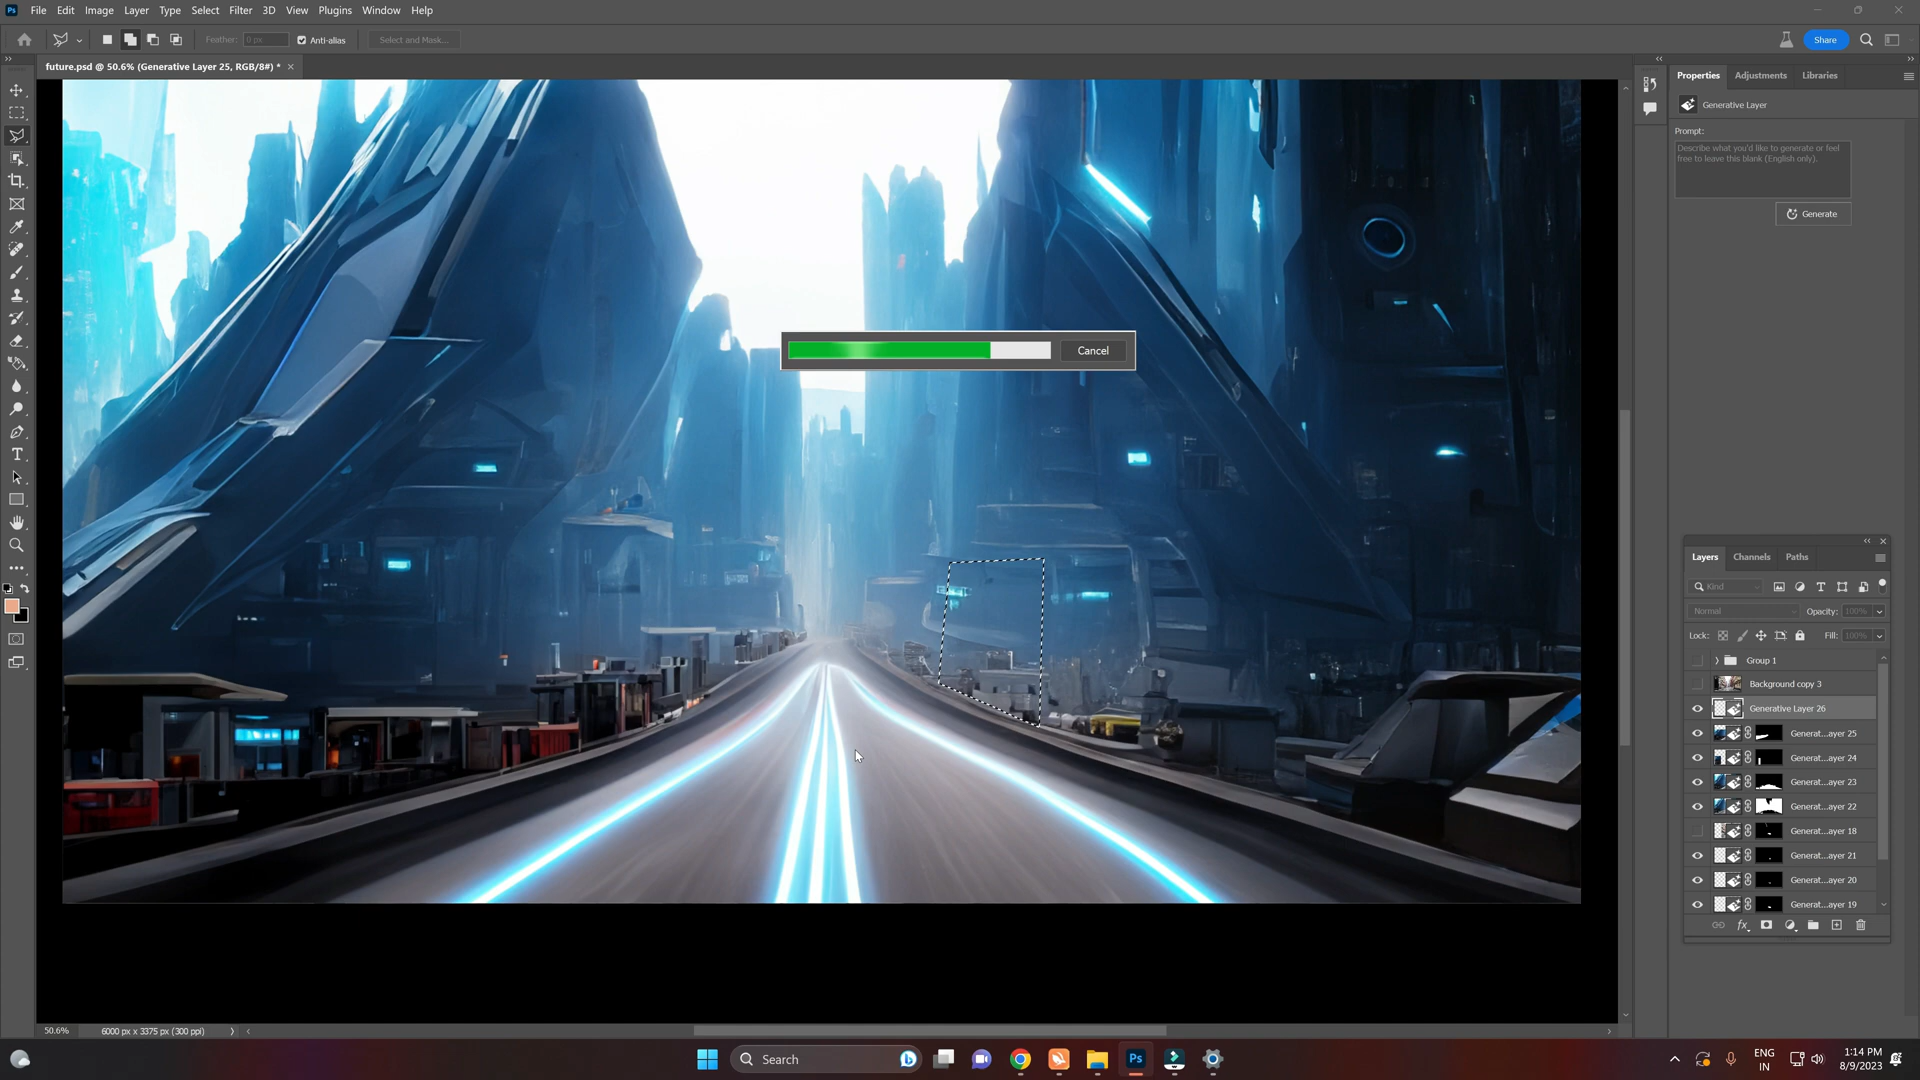 Ps File Edit Image Layer Type Select Filter 3D View Plugins Window Help
Feather: 0 px Anti-alias Select and Mask... Share
future.psd @ 50.6% (Generative Layer 25, RGB/8#) * ×
Properties Adjustments Libraries
Generative Layer
Prompt:
Describe what you'd like to generate or feel
free to leave this blank (English only).
Generate
Cancel
Layers Channels Paths
Kind
Normal Opacity: 100%
Lock: Fill: 100%
Group 1
Background copy 3
Generative Layer 26
Generat...ayer 25
Generat...ayer 24
Generat...ayer 23
Generat...ayer 22
Generat...ayer 18
Generat...ayer 21
Generat...ayer 20
Generat...ayer 19
fx
50.6% 6000 px x 3375 px (300 ppi)
Search
Ps
ENG
IN
1:14 PM
8/9/2023